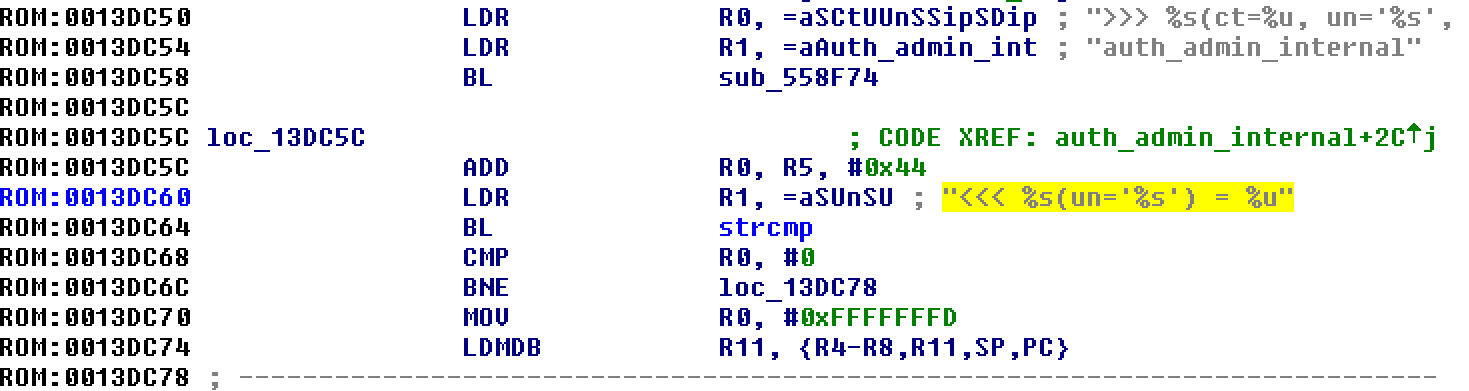 ROM:0013DC50 LDR R0, =aSCtUUnSSipSDip ; ">>> %s(ct=%u, un='%s',
ROM:0013DC54 LDR R1, =aAuth_admin_int ; "auth_admin_internal"
ROM:0013DC58 BL sub_558F74
ROM:0013DC5C
ROM:0013DC5C loc_13DC5C ; CODE XREF: auth_admin_internal+2C↑j
ROM:0013DC5C ADD R0, R5, #0x44
ROM:0013DC60 LDR R1, =aSUnSU ; "<<< %s(un='%s') = %u"
ROM:0013DC64 BL strcmp
ROM:0013DC68 CMP R0, #0
ROM:0013DC6C BNE loc_13DC78
ROM:0013DC70 MOV R0, #0xFFFFFFFD
ROM:0013DC74 LDMDB R11, {R4-R8,R11,SP,PC}
ROM:0013DC78 ; ---------------------------------------------------------------------------